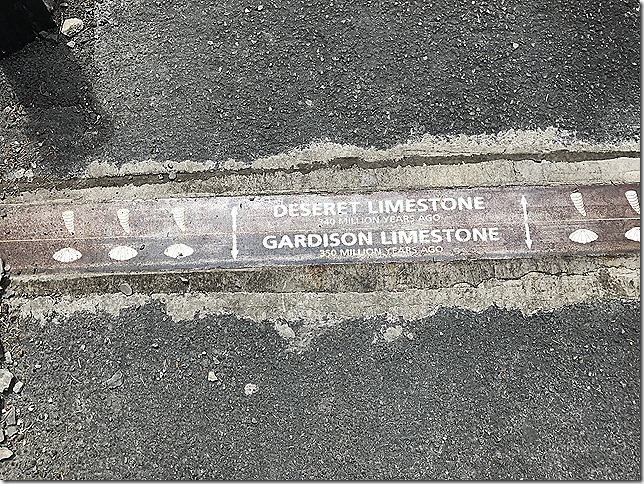 DESERET LIMESTONE
340 MILLION YEARS AGO
GARDISON LIMESTONE
350 MILLION YEARS AGO